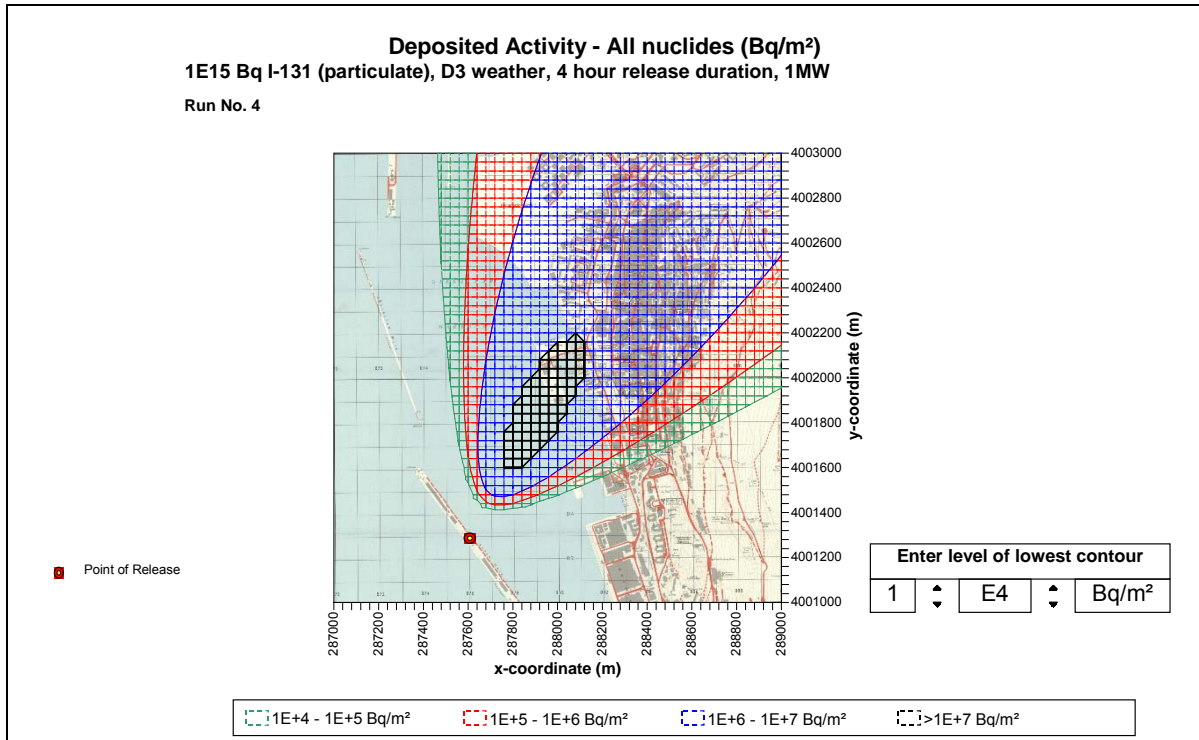 Deposited Activity - All nuclides (Bq/m²)
1E15 Bq I-131 (particulate), D3 weather, 4 hour release duration, 1MW
Run No. 4
4003000
4002800
4002600
4002400
4002200
4002000
4001800
4001600
4001400
4001200
4001000
y-coordinate (m)
Point of Release
Enter level of lowest contour
1 E4 Bq/m²
287000 287200 287400 287600 287800 288000 288200 288400 288600 288800 289000
x-coordinate (m)
1E+4 - 1E+5 Bq/m² 1E+5 - 1E+6 Bq/m² 1E+6 - 1E+7 Bq/m² >1E+7 Bq/m²